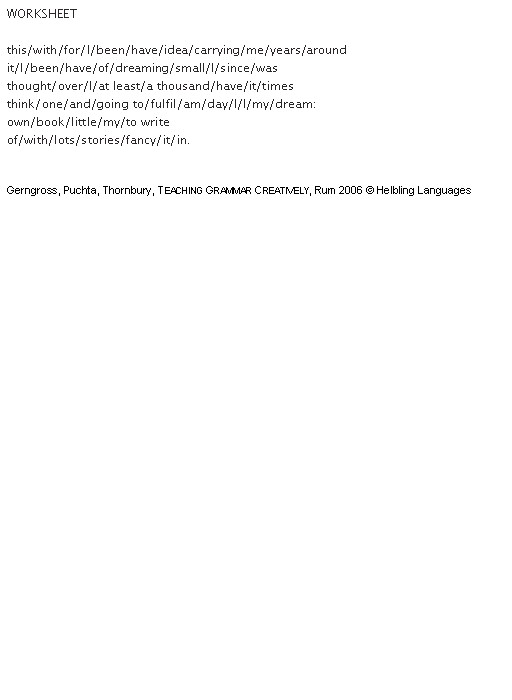 WORKSHEET
this/with/for/I/been/have/idea/carrying/me/years/around
it/I/been/have/of/dreaming/small/I/since/was
thought/over/I/at least/a thousand/have/it/times
think/one/and/going to/fulfil/am/day/I/I/my/dream:
own/book/little/my/to write
of/with/lots/stories/fancy/it/in.
Gerngross, Puchta, Thornbury, TEACHING GRAMMAR CREATIVELY, Rum 2006 © Helbling Languages